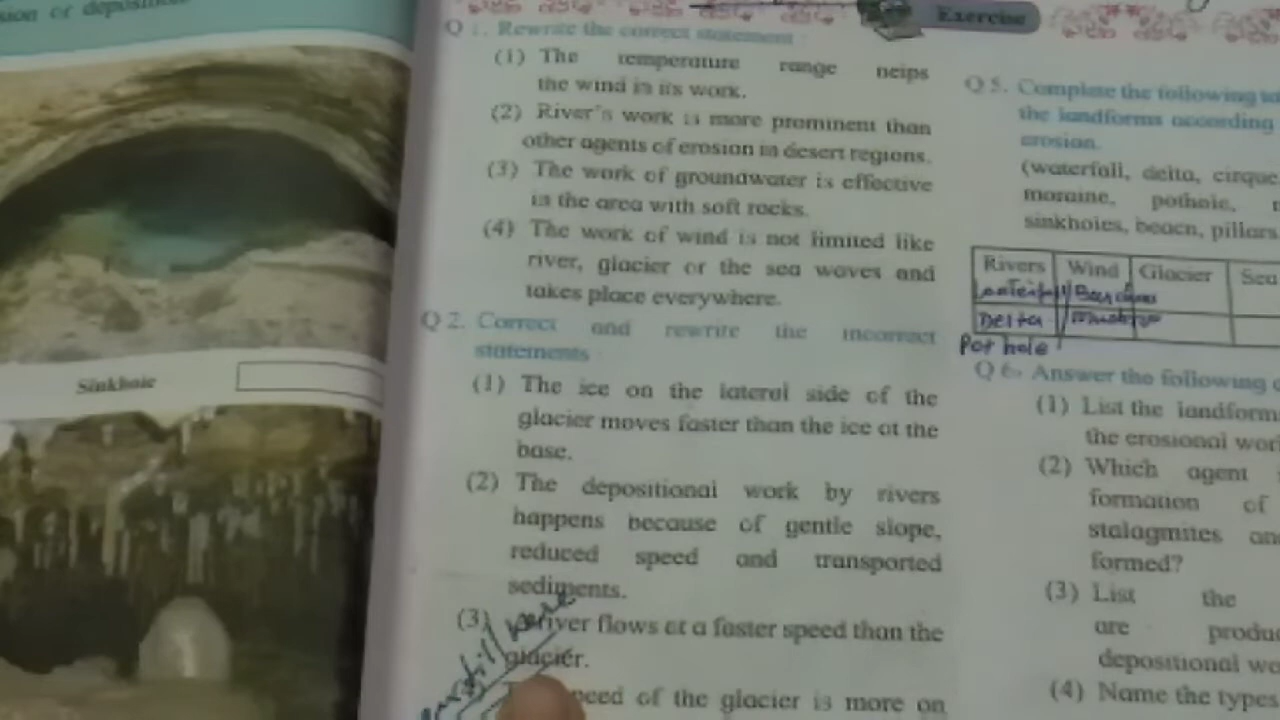 Exercise
Q 1. Rewrite the correct statement :
(1) The temperature range helps
the wind in its work.
(2) River's work is more prominent than
other agents of erosion in desert regions.
(3) The work of groundwater is effective
in the area with soft rocks.
(4) The work of wind is not limited like
river, glacier or the sea waves and
takes place everywhere.
Q 2. Correct and rewrite the incorrect
statements :
(1) The ice on the lateral side of the
glacier moves faster than the ice at the
base.
(2) The depositional work by rivers
happens because of gentle slope,
reduced speed and transported
sediments.
(3) river flows at a faster speed than the
glacier.
speed of the glacier is more on
Q 5. Complete the following
the landforms according
erosion.
(waterfall, delta, cirque,
moraine, pothole,
sinkholes, beach, pillars
Rivers Wind Glacier Sea
Delta
Pot hole
Q 6. Answer the following
(1) List the landform
the erosional
(2) Which agent
formation of
stalagmites
formed?
(3) List the
are
depositional
(4) Name the types
Sinkhole